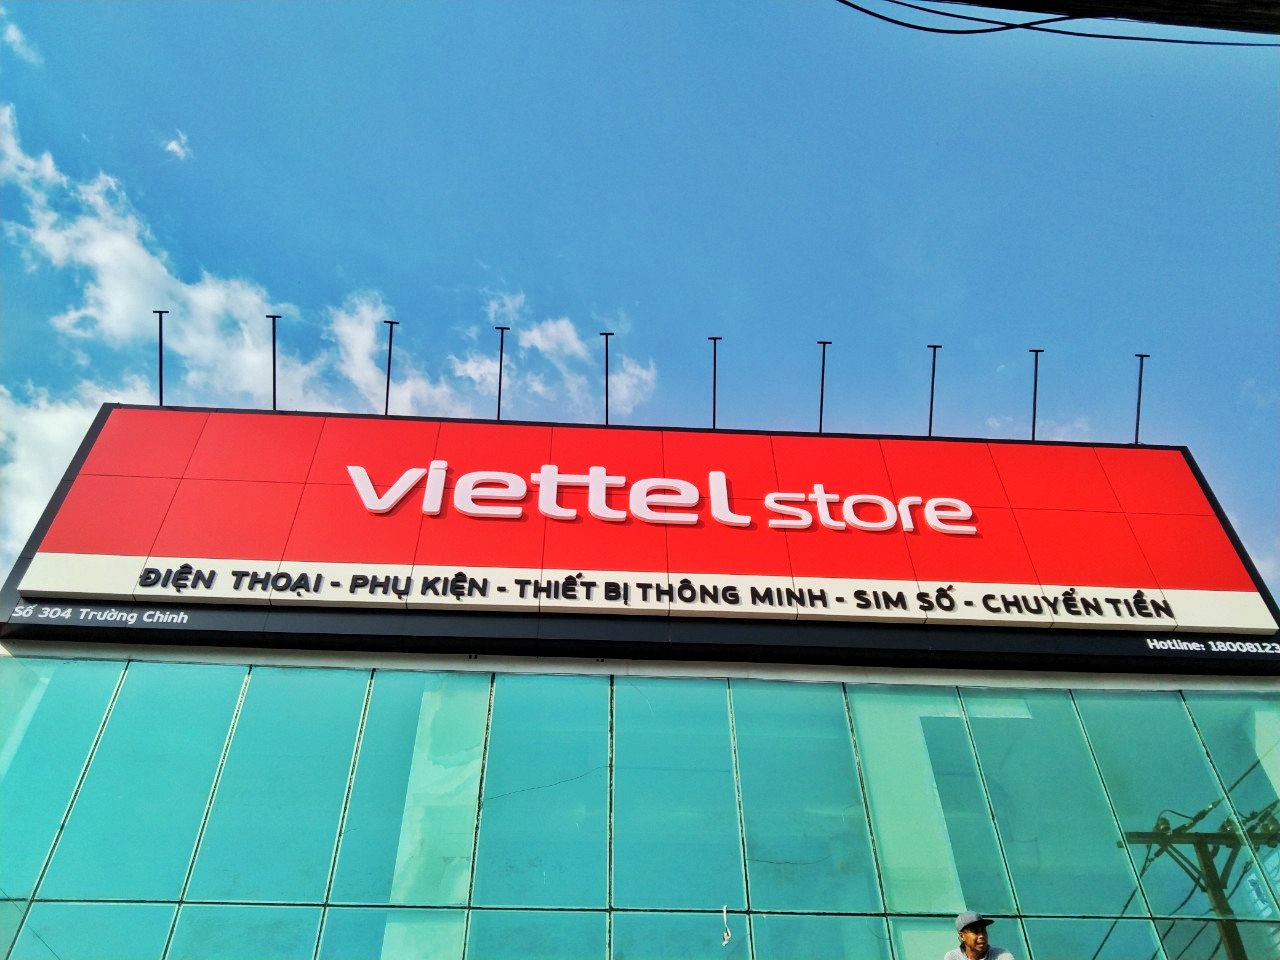 viettel store
ĐIỆN THOẠI - PHỤ KIỆN - THIẾT BỊ THÔNG MINH - SIM SỐ - CHUYỂN TIỀN
Số 304 Trường Chinh
Hotline: 18008123